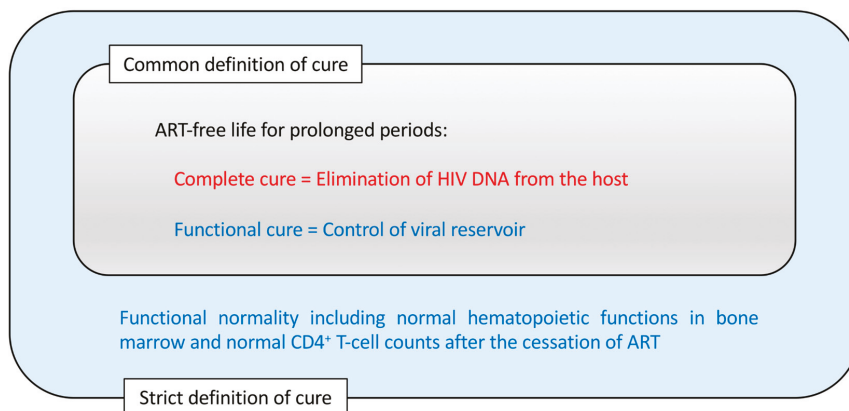 Common definition of cure
ART-free life for prolonged periods:
Complete cure = Elimination of HIV DNA from the host
Functional cure = Control of viral reservoir
Functional normality including normal hematopoietic functions in bone
marrow and normal CD4⁺ T-cell counts after the cessation of ART
Strict definition of cure